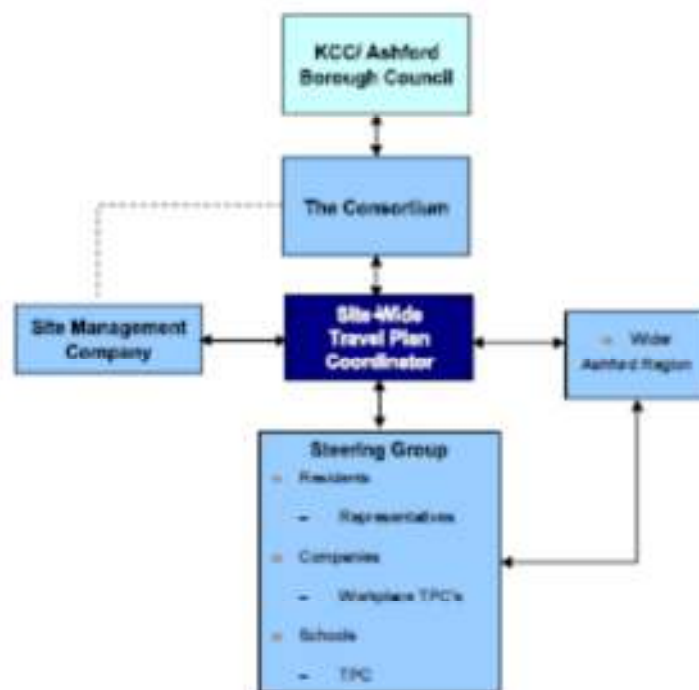 KCC/ Ashford
Borough Council
The Consortium
Site-Wide
Travel Plan
Coordinator
Site Management
Company
Wider
Ashford Region
Steering Group
Residents
– Representatives
Companies
– Workplace TPC's
Schools
– TPC